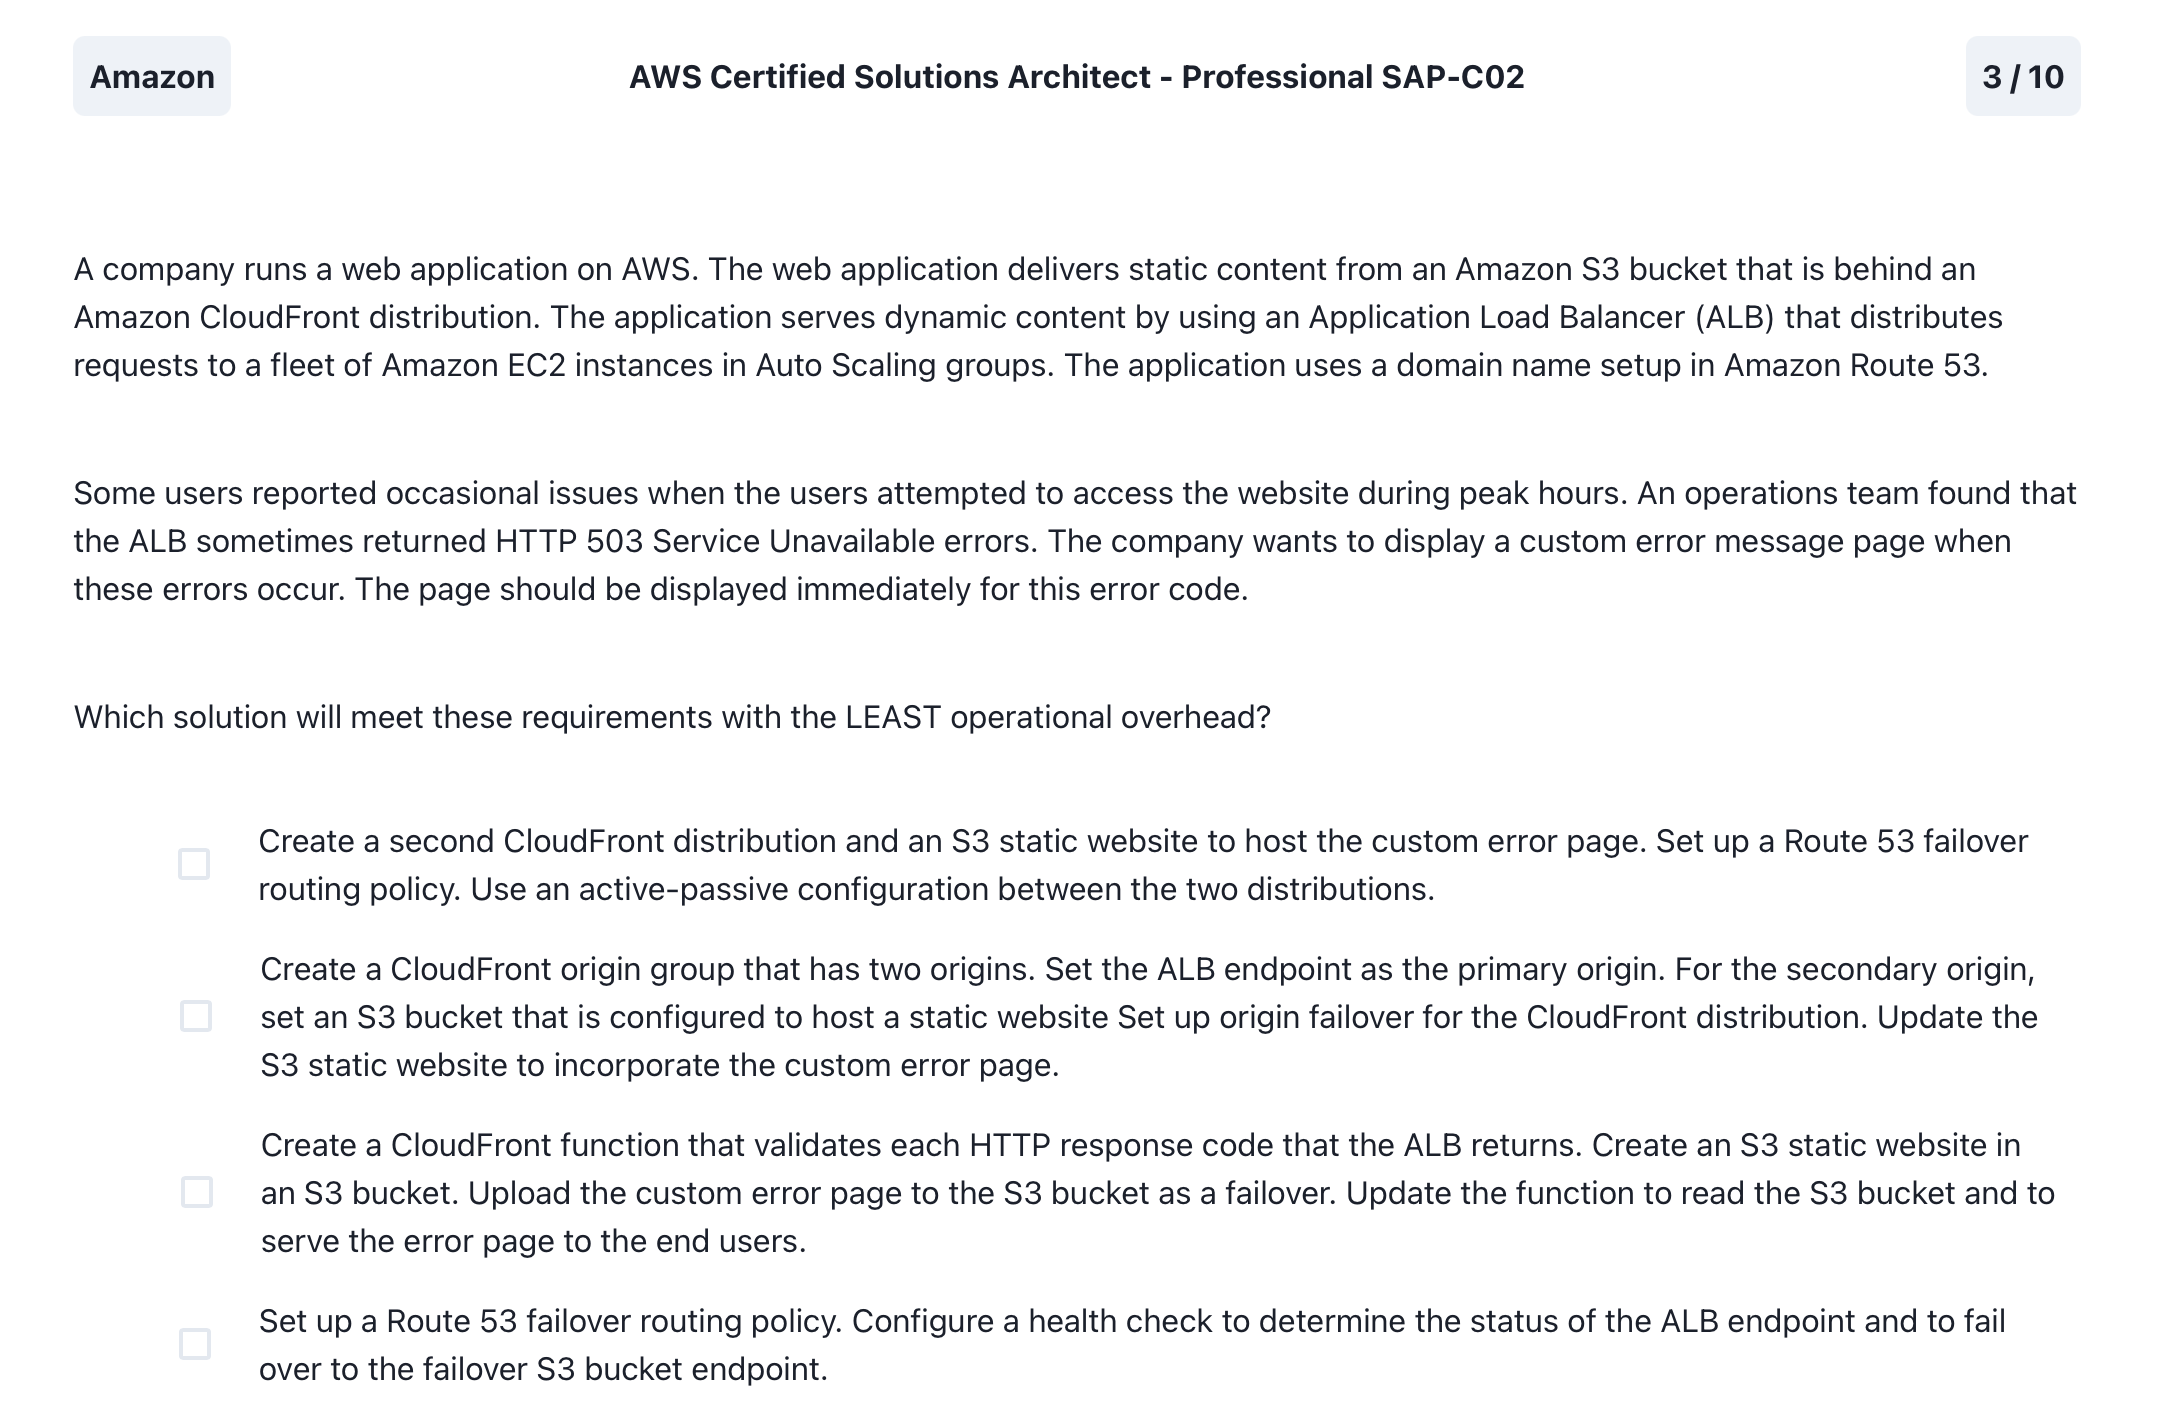 Amazon
AWS Certified Solutions Architect - Professional SAP-C02
3 / 10
A company runs a web application on AWS. The web application delivers static content from an Amazon S3 bucket that is behind an
Amazon CloudFront distribution. The application serves dynamic content by using an Application Load Balancer (ALB) that distributes
requests to a fleet of Amazon EC2 instances in Auto Scaling groups. The application uses a domain name setup in Amazon Route 53.
Some users reported occasional issues when the users attempted to access the website during peak hours. An operations team found that
the ALB sometimes returned HTTP 503 Service Unavailable errors. The company wants to display a custom error message page when
these errors occur. The page should be displayed immediately for this error code.
Which solution will meet these requirements with the LEAST operational overhead?
Create a second CloudFront distribution and an S3 static website to host the custom error page. Set up a Route 53 failover
routing policy. Use an active-passive configuration between the two distributions.
Create a CloudFront origin group that has two origins. Set the ALB endpoint as the primary origin. For the secondary origin,
set an S3 bucket that is configured to host a static website Set up origin failover for the CloudFront distribution. Update the
S3 static website to incorporate the custom error page.
Create a CloudFront function that validates each HTTP response code that the ALB returns. Create an S3 static website in
an S3 bucket. Upload the custom error page to the S3 bucket as a failover. Update the function to read the S3 bucket and to
serve the error page to the end users.
Set up a Route 53 failover routing policy. Configure a health check to determine the status of the ALB endpoint and to fail
over to the failover S3 bucket endpoint.